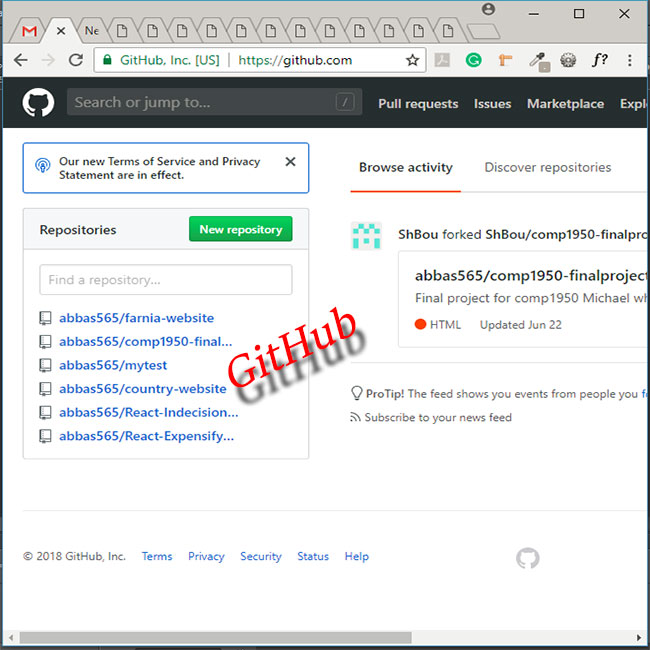 Ne
GitHub, Inc. [US] | https://github.com
f?
Search or jump to...
/
Pull requests
Issues
Marketplace
Expl
Our new Terms of Service and Privacy
Statement are in effect.
Browse activity
Discover repositories
Repositories
New repository
Find a repository...
abbas565/farnia-website
abbas565/comp1950-final...
abbas565/mytest
abbas565/country-website
abbas565/React-Indecision...
abbas565/React-Expensify...
ShBou forked ShBou/comp1950-finalpro
abbas565/comp1950-finalproject
Final project for comp1950 Michael wh
HTML Updated Jun 22
GitHub
ProTip! The feed shows you events from people you fo
Subscribe to your news feed
© 2018 GitHub, Inc.
Terms
Privacy
Security
Status
Help